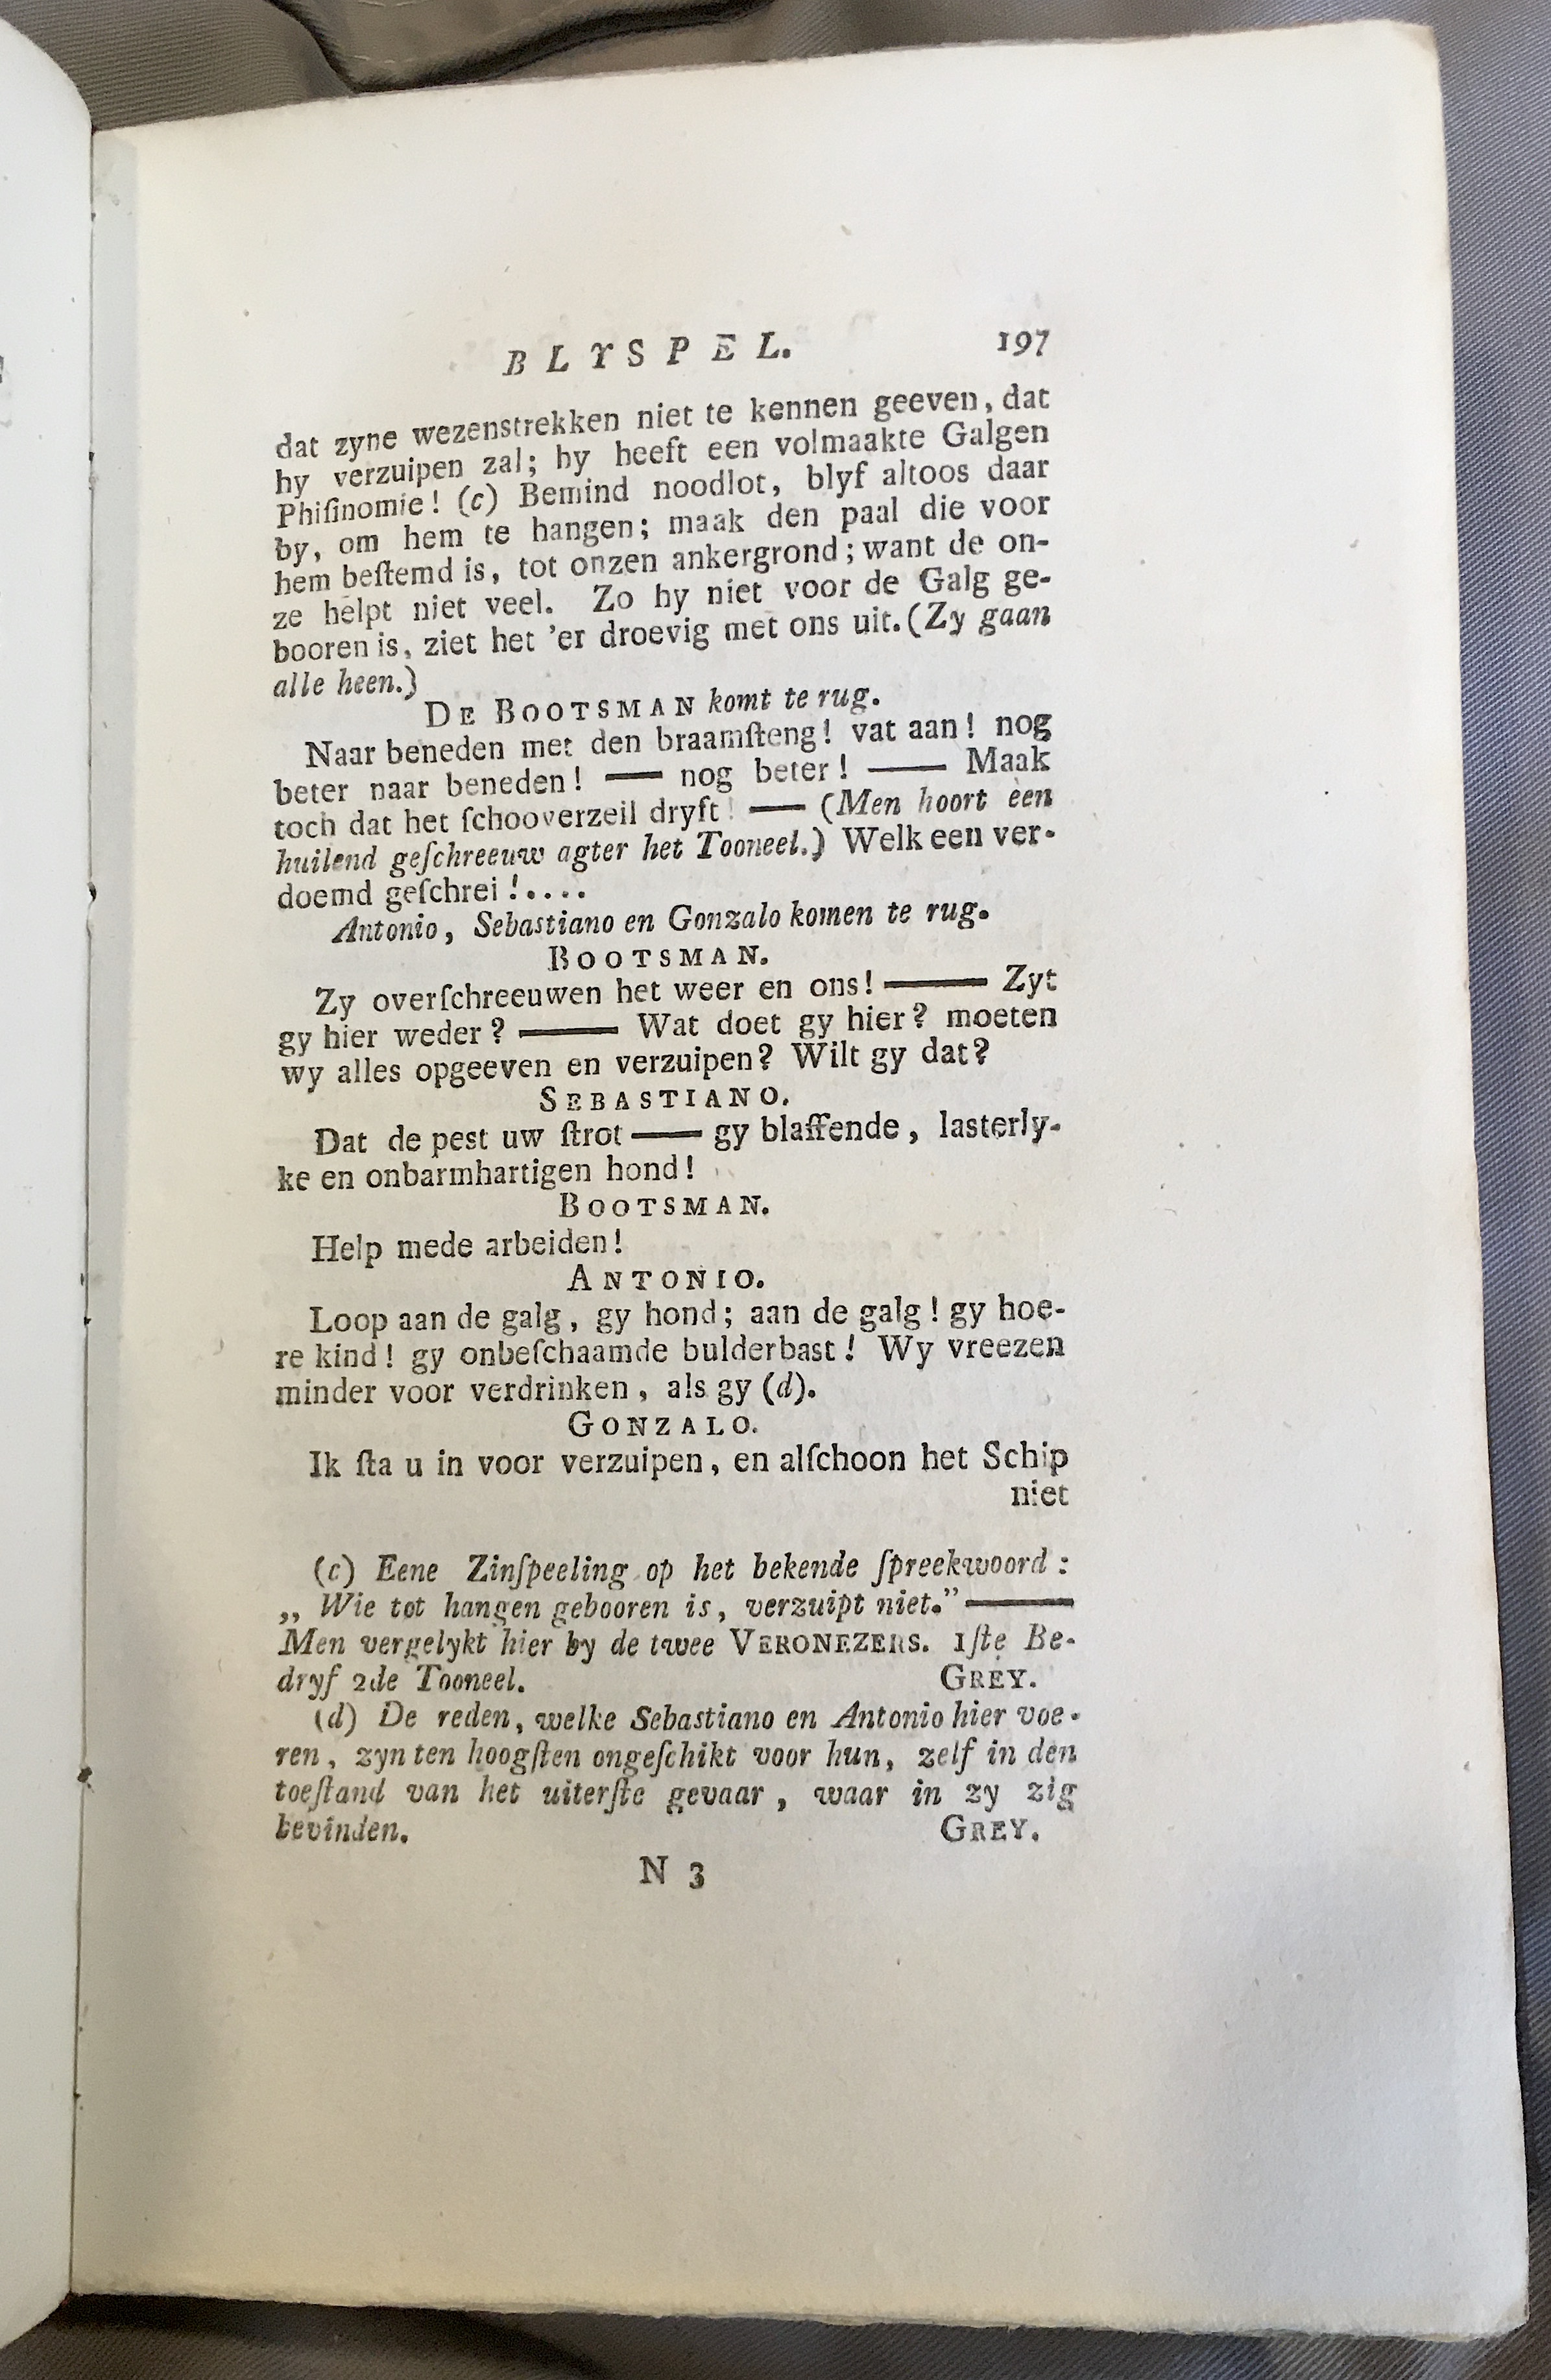 BLYSPEL. 197
dat zyne wezenstrekken niet te kennen geeven, dat
hy verzuipen zal; hy heeft een volmaakte Galgen
Phiſinomie! (c) Bemind noodlot, blyf altoos daar
by, om hem te hangen; maak den paal die voor
hem beſtemd is, tot onzen ankergrond; want de on-
ze helpt niet veel. Zo hy niet voor de Galg ge-
booren is, ziet het 'er droevig met ons uit. (Zy gaan
alle heen.)
DE BOOTSMAN komt te rug.
Naar beneden met den braamſteng! vat aan! nog
beter naar beneden! — nog beter! — Maak
toch dat het ſchooverzeil dryft! — (Men hoort een
huilend geſchreeuw agter het Tooneel.) Welk een ver-
doemd geſchrei!....
Antonio, Sebastiano en Gonzalo komen te rug.
BOOTSMAN.
Zy overſchreeuwen het weer en ons! — Zyt
gy hier weder? — Wat doet gy hier? moeten
wy alles opgeeven en verzuipen? Wilt gy dat?
SEBASTIANO.
Dat de pest uw ſtrot — gy blaffende, lasterly-
ke en onbarmhartigen hond!
BOOTSMAN.
Help mede arbeiden!
ANTONIO.
Loop aan de galg, gy hond; aan de galg! gy hoe-
re kind! gy onbeſchaamde bulderbast! Wy vreezen
minder voor verdrinken, als gy (d).
GONZALO.
Ik ſta u in voor verzuipen, en alſchoon het Schip
niet
(c) Eene Zinſpeeling op het bekende ſpreekwoord:
„ Wie tot hangen gebooren is, verzuipt niet.” —
Men vergelykt hier by de twee VERONEZERS. 1ſte Be-
dryf 2de Tooneel. GREY.
(d) De reden, welke Sebastiano en Antonio hier voe-
ren, zyn ten hoogſten ongeſchikt voor hun, zelf in den
toeſtand van het uiterſte gevaar, waar in zy zig
bevinden. GREY.
N 3